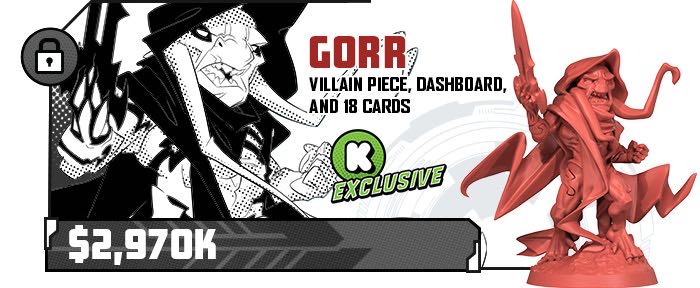 GORR
VILLAIN PIECE, DASHBOARD,
AND 18 CARDS
K
EXCLUSIVE
$2,970K